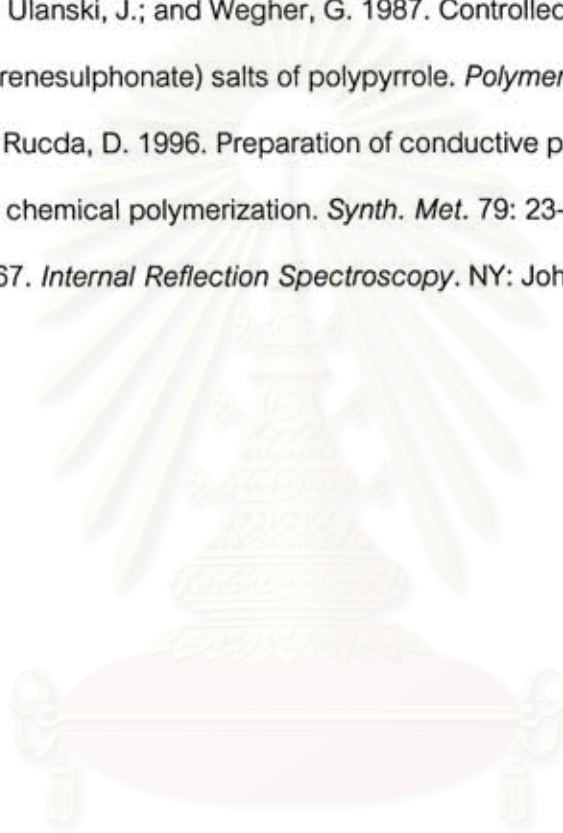 Ulanski, J.; and Wegher, G. 1987. Controlled
renesulphonate) salts of polypyrrole. Polymer
Rucda, D. 1996. Preparation of conductive p
chemical polymerization. Synth. Met. 79: 23-
67. Internal Reflection Spectroscopy. NY: Joh